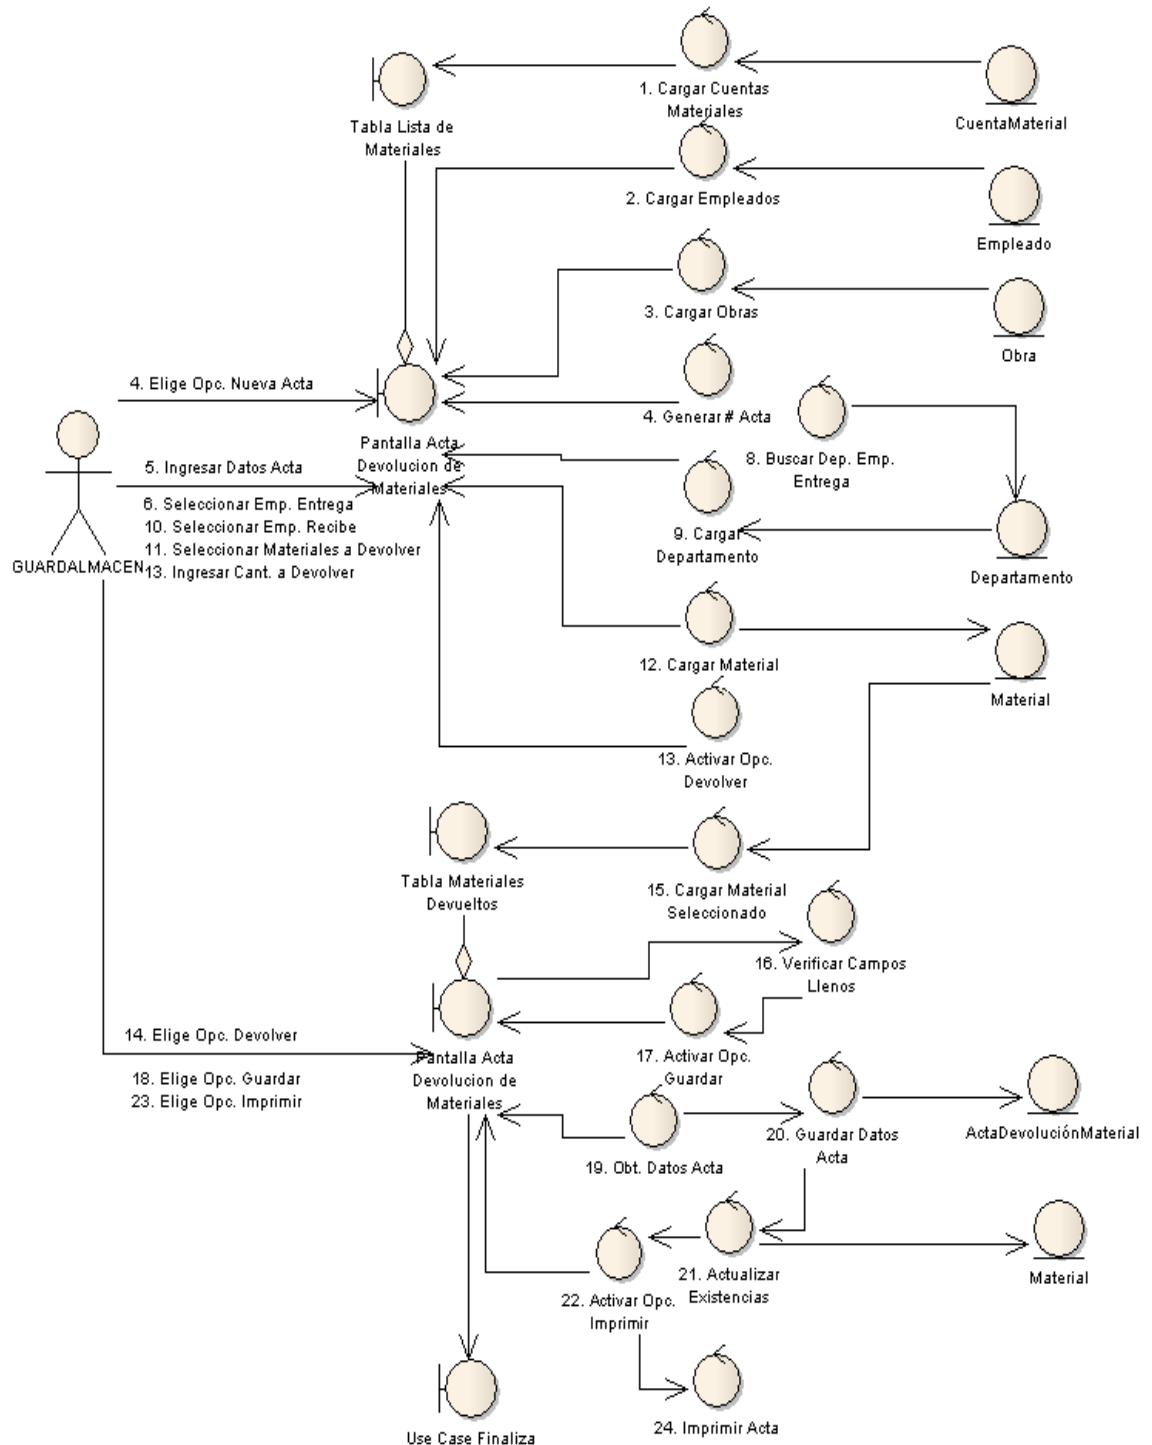 1. Cargar Cuentas
Materiales
CuentaMaterial
Tabla Lista de
Materiales
2. Cargar Empleados
Empleado
3. Cargar Obras
Obra
4. Elige Opc. Nueva Acta
4. Generar # Acta
Pantalla Acta
Devolucion de
Materiales
8. Buscar Dep. Emp.
Entrega
5. Ingresar Datos Acta
6. Seleccionar Emp. Entrega
10. Seleccionar Emp. Recibe
11. Seleccionar Materiales a Devolver
13. Ingresar Cant. a Devolver
GUARDALMACEN
9. Cargar
Departamento
Departamento
12. Cargar Material
Material
13. Activar Opc.
Devolver
Tabla Materiales
Devueltos
15. Cargar Material
Seleccionado
16. Verificar Campos
Llenos
14. Elige Opc. Devolver
18. Elige Opc. Guardar
23. Elige Opc. Imprimir
Pantalla Acta
Devolucion de
Materiales
17. Activar Opc.
Guardar
19. Obt. Datos Acta
20. Guardar Datos
Acta
ActaDevoluciónMaterial
21. Actualizar
Existencias
Material
22. Activar Opc.
Imprimir
24. Imprimir Acta
Use Case Finaliza